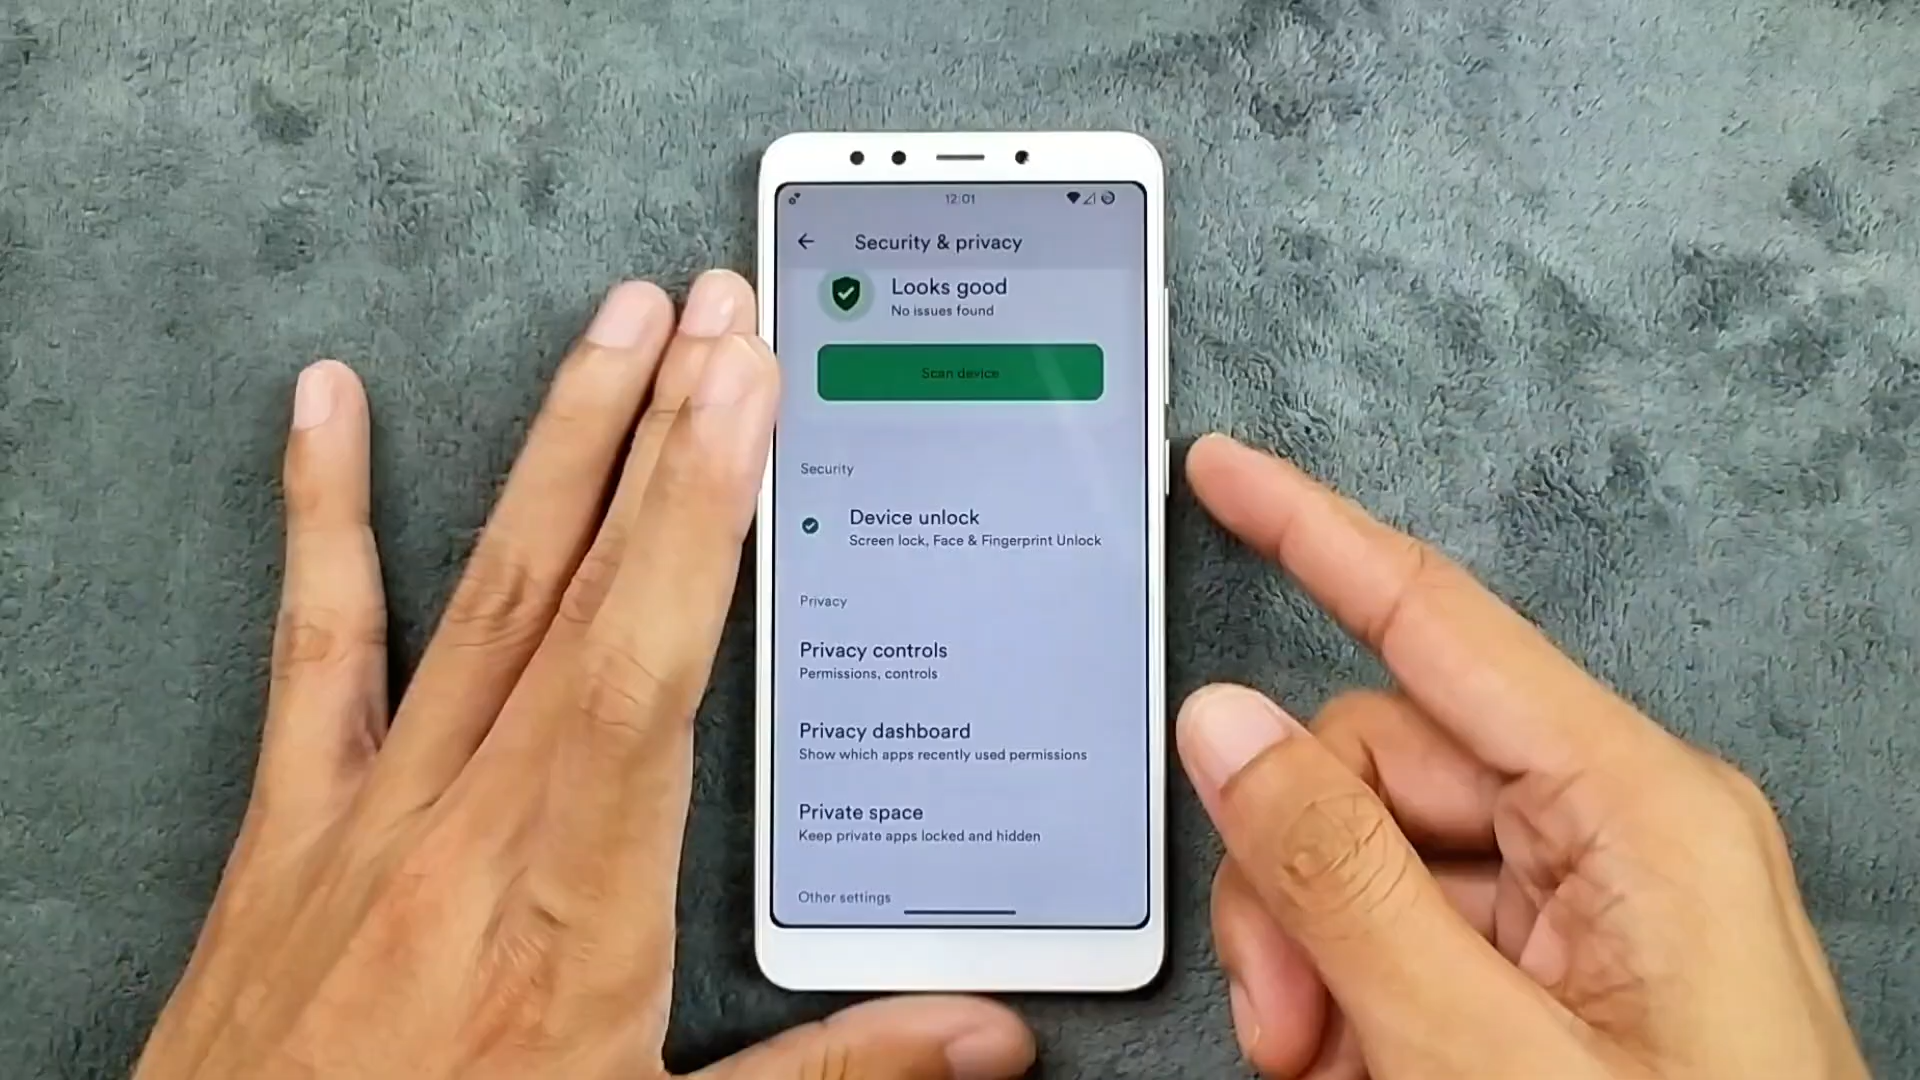 12:01
Security & privacy
Looks good
No issues found
Scan device
Security
Device unlock
Screen lock, Face & Fingerprint Unlock
Privacy
Privacy controls
Permissions, controls
Privacy dashboard
Show which apps recently used permissions
Private space
Keep private apps locked and hidden
Other settings